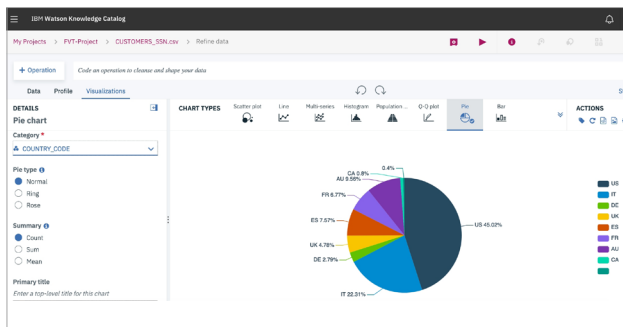 IBM Watson Knowledge Catalog
My Projects > FVT-Project > CUSTOMERS_SSN.csv > Refine data
+ Operation Code an operation to cleanse and shape your data
Data Profile Visualizations
DETAILS
Pie chart
Category *
COUNTRY_CODE
Pie type
Normal
Ring
Rose
Summary
Count
Sum
Mean
Primary title
Enter a top-level title for this chart
CHART TYPES
Scatter plot Line Multi-series Histogram Population ... Q-Q plot Pie Bar
ACTIONS
0.4%
CA 0.8%
AU 9.56%
FR 6.77%
ES 7.57%
UK 4.78%
DE 2.79%
IT 22.31%
US 45.02%
US
IT
DE
UK
ES
FR
AU
CA